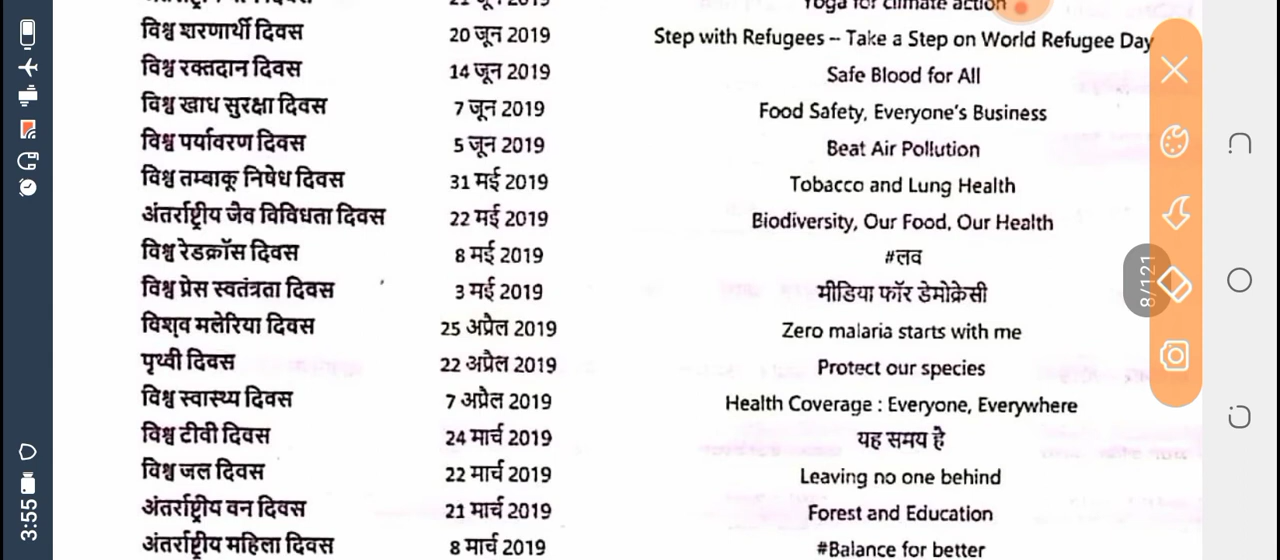 21 जून 2019 Yoga for climate action
विश्व शरणार्थी दिवस 20 जून 2019 Step with Refugees – Take a Step on World Refugee Day
विश्व रक्तदान दिवस 14 जून 2019 Safe Blood for All
विश्व खाध सुरक्षा दिवस 7 जून 2019 Food Safety, Everyone's Business
विश्व पर्यावरण दिवस 5 जून 2019 Beat Air Pollution
विश्व तम्वाकू निषेध दिवस 31 मई 2019 Tobacco and Lung Health
अंतर्राष्ट्रीय जेव विविधता दिवस 22 मई 2019 Biodiversity, Our Food, Our Health
विश्व रेडक्रॉस दिवस 8 मई 2019 #लव
विश्व प्रेस स्वतंत्रता दिवस 3 मई 2019 मीडिया फॉर डेमोक्रेसी
विश्व मलेरिया दिवस 25 अप्रैल 2019 Zero malaria starts with me
पृथ्वी दिवस 22 अप्रैल 2019 Protect our species
विश्व स्वास्थ्य दिवस 7 अप्रैल 2019 Health Coverage : Everyone, Everywhere
विश्व टीवी दिवस 24 मार्च 2019 यह समय है
विश्व जल दिवस 22 मार्च 2019 Leaving no one behind
अंतर्राष्ट्रीय वन दिवस 21 मार्च 2019 Forest and Education
अंतर्राष्ट्रीय महिला दिवस 8 मार्च 2019 #Balance for better
8/121
3:55